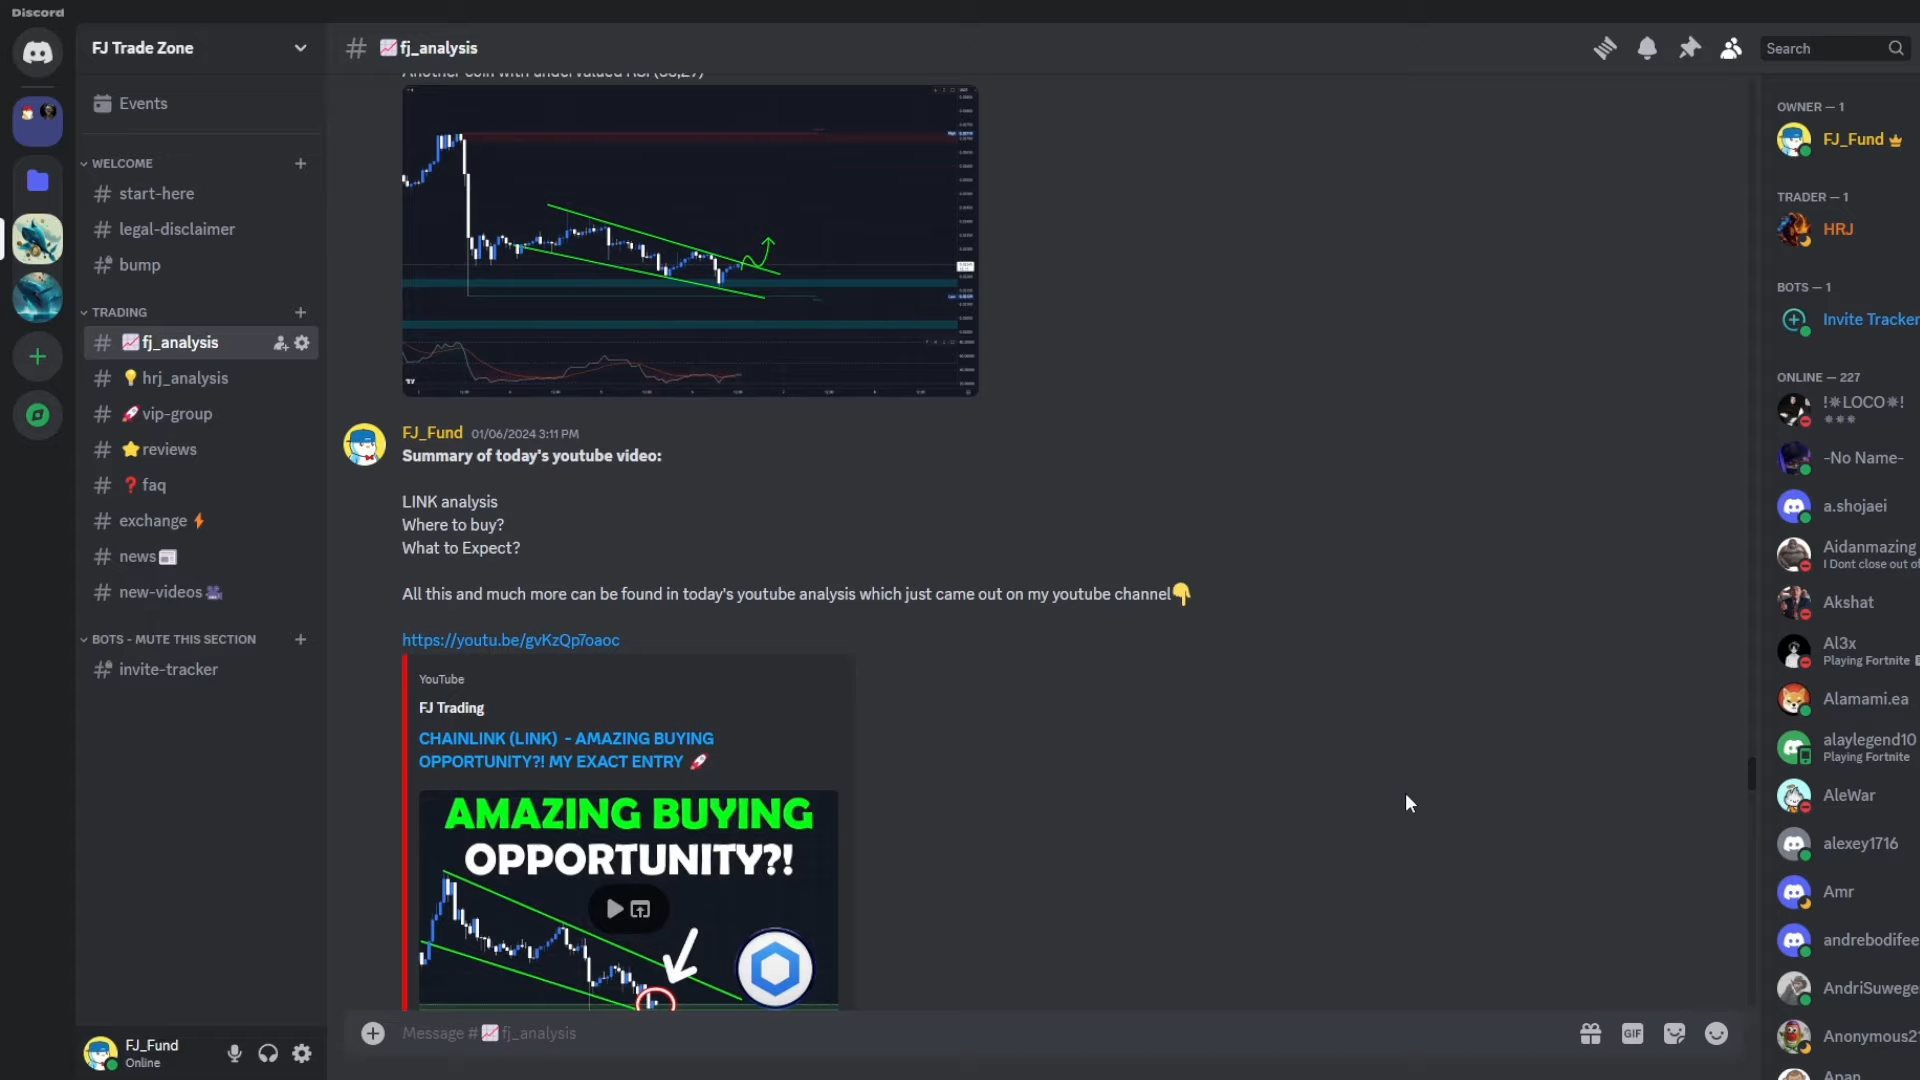 Discord
FJ Trade Zone
Events
WELCOME
start-here
legal-disclaimer
bump
TRADING
fj_analysis
hrj_analysis
vip-group
reviews
faq
exchange
news
new-videos
BOTS - MUTE THIS SECTION
invite-tracker
FJ_Fund
Online
fj_analysis
Search
FJ_Fund 01/06/2024 3:11 PM
Summary of today's youtube video:
LINK analysis
Where to buy?
What to Expect?
All this and much more can be found in today's youtube analysis which just came out on my youtube channel
https://youtu.be/gvKzQp7oaoc
YouTube
FJ Trading
CHAINLINK (LINK) - AMAZING BUYING
OPPORTUNITY?! MY EXACT ENTRY
AMAZING BUYING
OPPORTUNITY?!
Message # fj_analysis
GIF
OWNER — 1
FJ_Fund
TRADER — 1
HRJ
BOTS — 1
Invite Tracker
ONLINE — 227
!✵LOCO✵!
-No Name-
a.shojaei
Aidanmazing
I Dont close out of
Akshat
Al3x
Playing Fortnite
Alamami.ea
alaylegend10
Playing Fortnite
AleWar
alexey1716
Amr
andrebodifee
AndriSuwege
Anonymous2